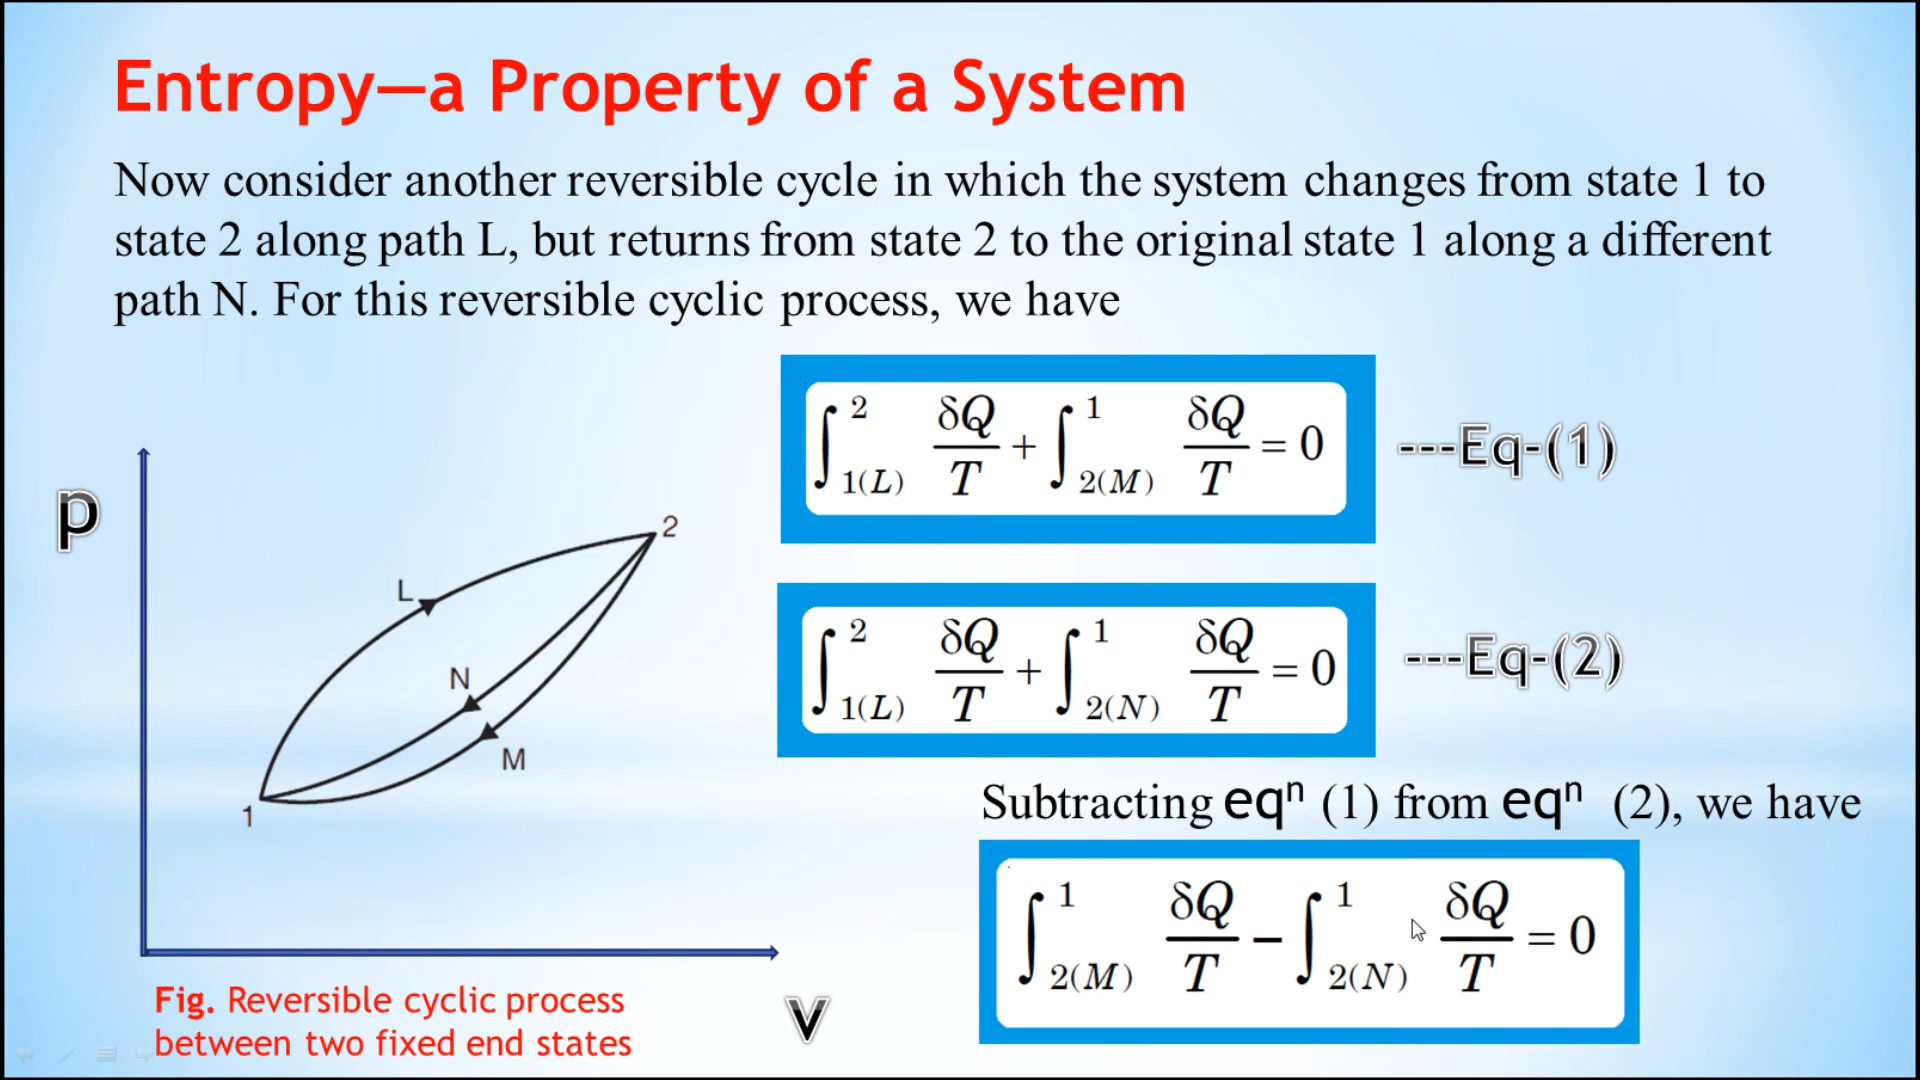 Entropy—a Property of a System
Now consider another reversible cycle in which the system changes from state 1 to
state 2 along path L, but returns from state 2 to the original state 1 along a different
path N. For this reversible cyclic process, we have
∫_{1(L)}^{2} δQ/T + ∫_{2(M)}^{1} δQ/T = 0 ---Eq-(1)
p
2
L
N
M
1
∫_{1(L)}^{2} δQ/T + ∫_{2(N)}^{1} δQ/T = 0 ---Eq-(2)
Subtracting eqⁿ (1) from eqⁿ (2), we have
∫_{2(M)}^{1} δQ/T – ∫_{2(N)}^{1} δQ/T = 0
v
Fig. Reversible cyclic process
between two fixed end states